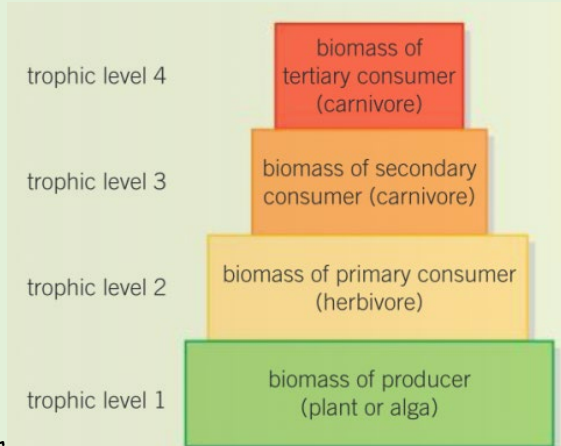 trophic level 4
biomass of
tertiary consumer
(carnivore)
trophic level 3
biomass of secondary
consumer (carnivore)
trophic level 2
biomass of primary consumer
(herbivore)
trophic level 1
biomass of producer
(plant or alga)